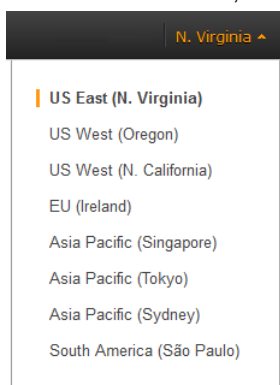 N. Virginia
US East (N. Virginia)
US West (Oregon)
US West (N. California)
EU (Ireland)
Asia Pacific (Singapore)
Asia Pacific (Tokyo)
Asia Pacific (Sydney)
South America (São Paulo)